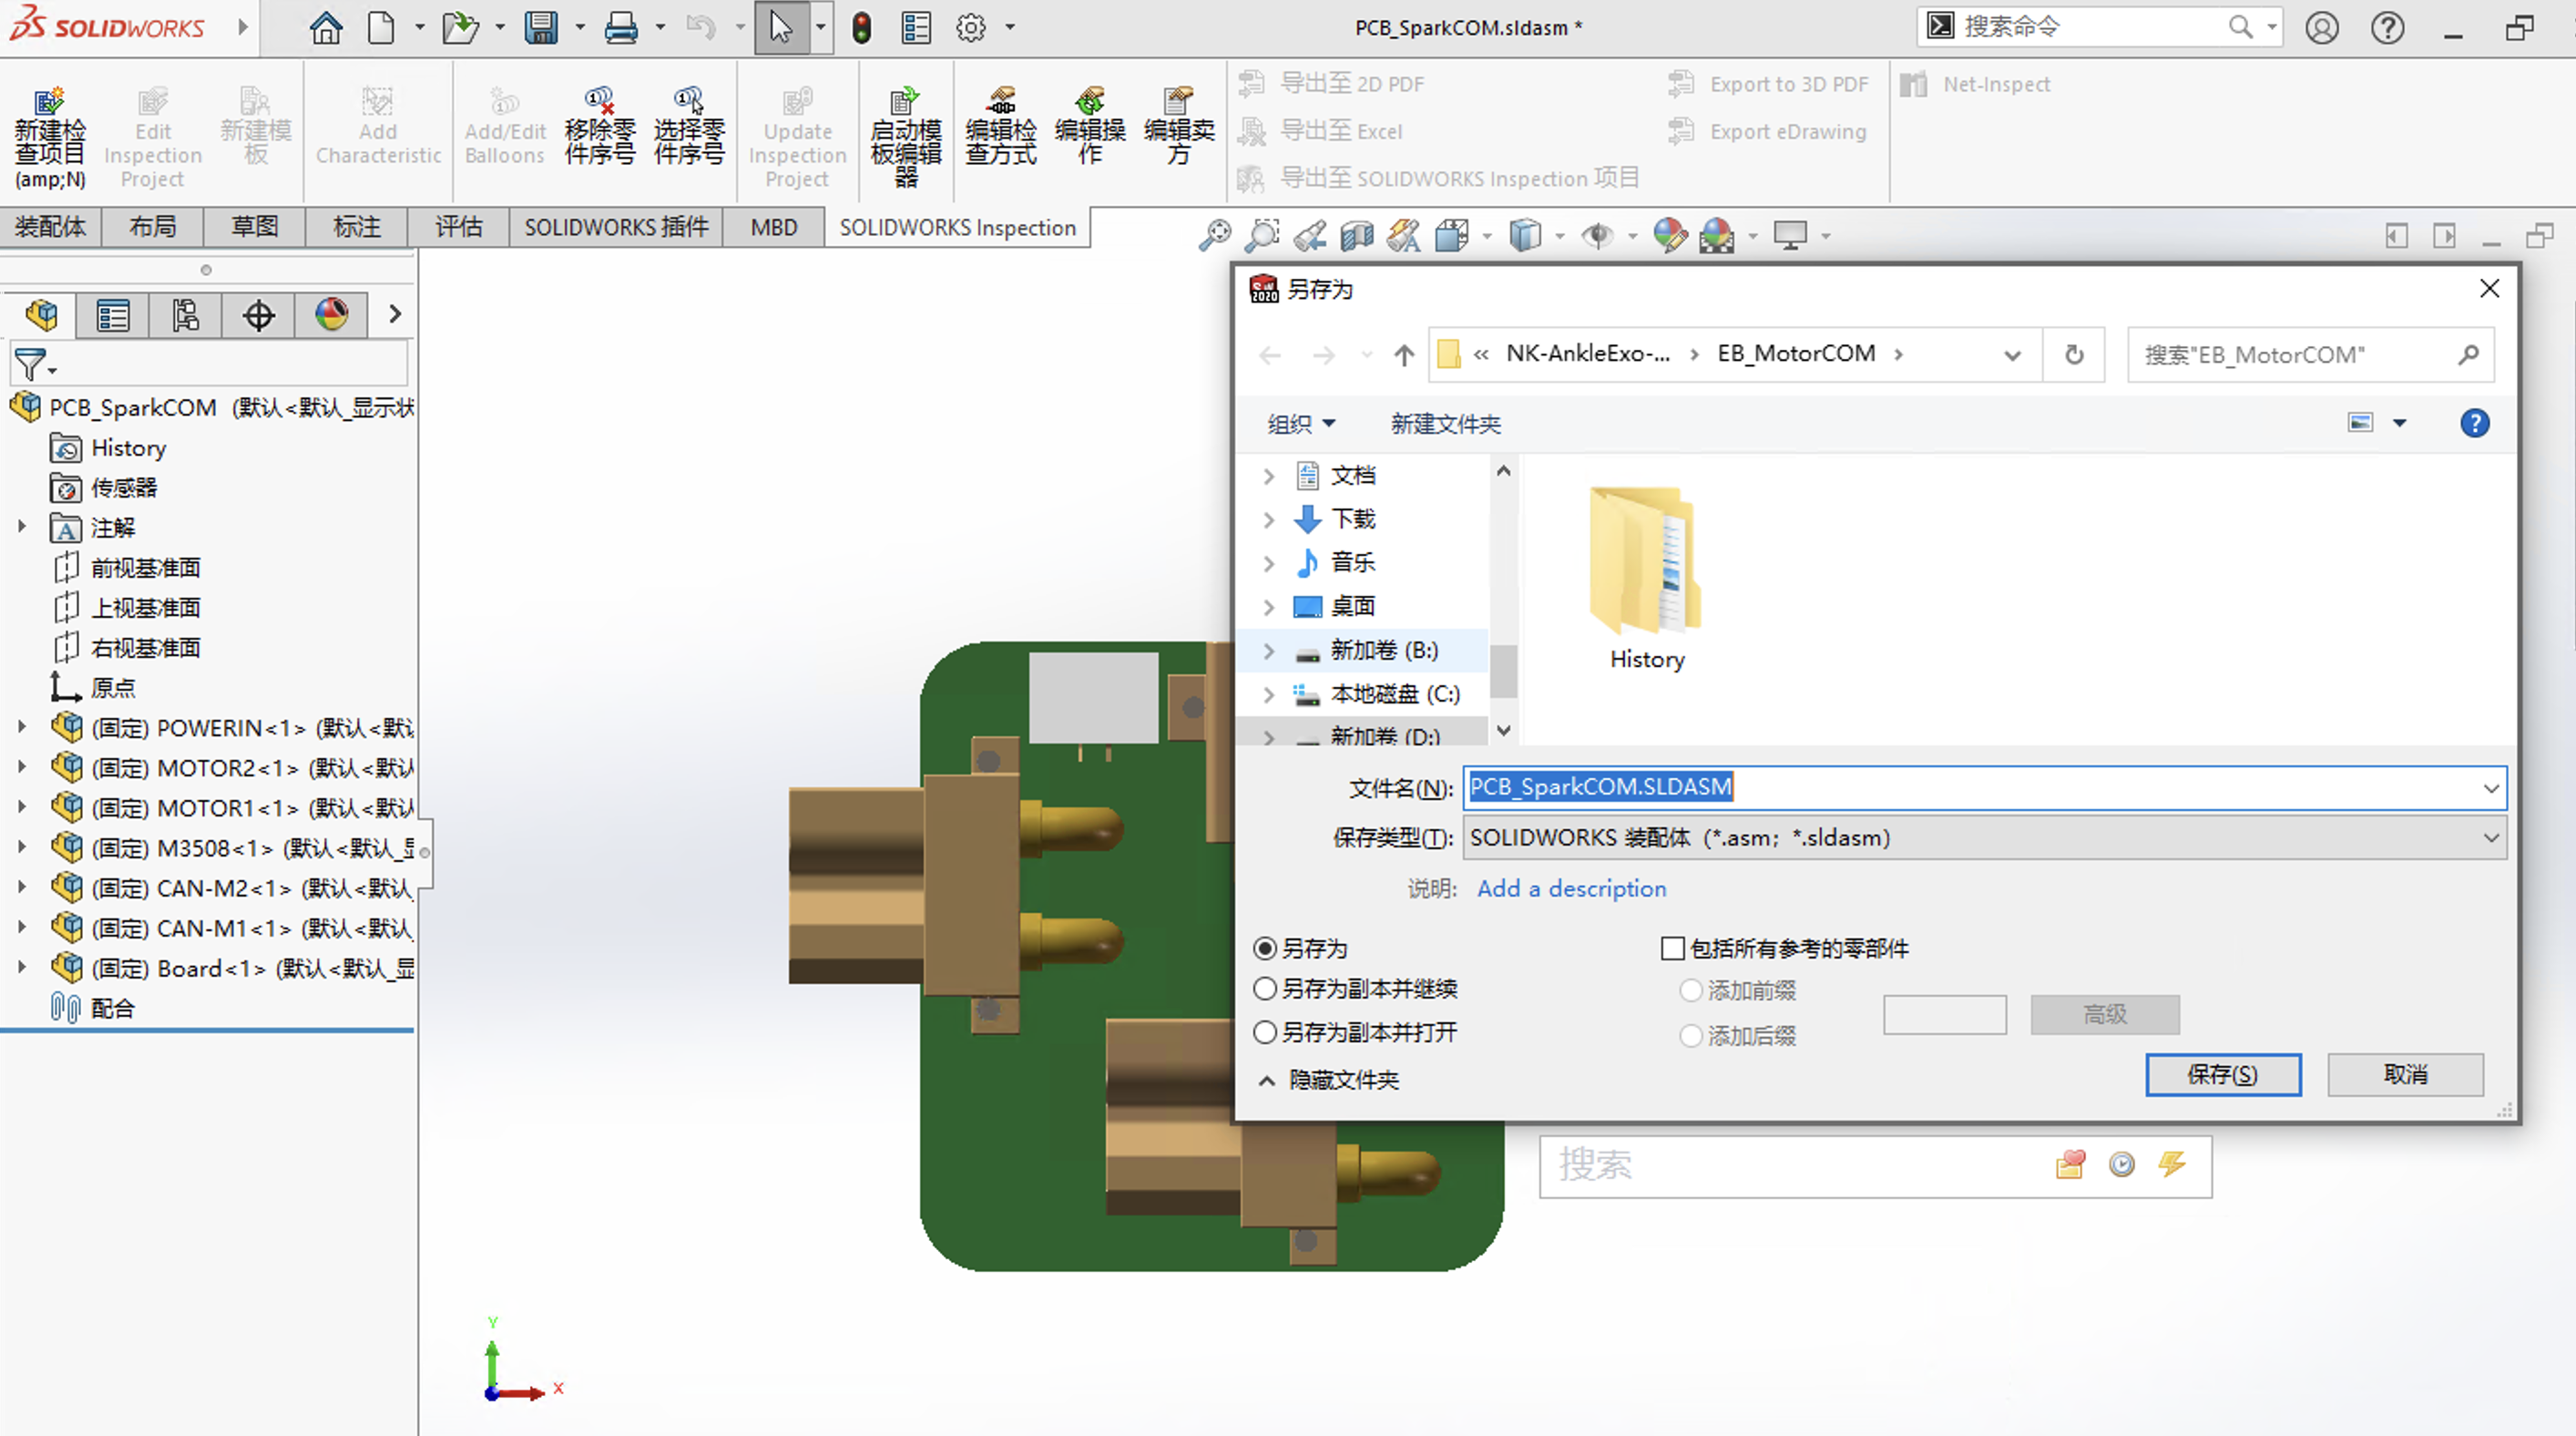 SOLIDWORKS
PCB_SparkCOM.sldasm *
搜索命令
新建检查项目(amp;N)
Edit Inspection Project
新建模板
Add Characteristic
Add/Edit Balloons
移除零件序号
选择零件序号
Update Inspection Project
启动模板编辑器
编辑检查方式
编辑操作
编辑卖方
导出至 2D PDF
导出至 Excel
导出至 SOLIDWORKS Inspection 项目
Export to 3D PDF
Export eDrawing
Net-Inspect
装配体
布局
草图
标注
评估
SOLIDWORKS 插件
MBD
SOLIDWORKS Inspection
PCB_SparkCOM (默认<默认_显示状
History
传感器
注解
前视基准面
上视基准面
右视基准面
原点
(固定) POWERIN<1> (默认<默认
(固定) MOTOR2<1> (默认<默认
(固定) MOTOR1<1> (默认<默认
(固定) M3508<1> (默认<默认_显
(固定) CAN-M2<1> (默认<默认_
(固定) CAN-M1<1> (默认<默认_
(固定) Board<1> (默认<默认_显
配合
另存为
« NK-AnkleExo-... › EB_MotorCOM ›
搜索"EB_MotorCOM"
组织
新建文件夹
文档
下载
音乐
桌面
新加卷 (B:)
本地磁盘 (C:)
新加卷 (D:)
History
文件名(N):
PCB_SparkCOM.SLDASM
保存类型(T):
SOLIDWORKS 装配体 (*.asm; *.sldasm)
说明:
Add a description
另存为
另存为副本并继续
另存为副本并打开
包括所有参考的零部件
添加前缀
添加后缀
高级
隐藏文件夹
保存(S)
取消
搜索
Y
X